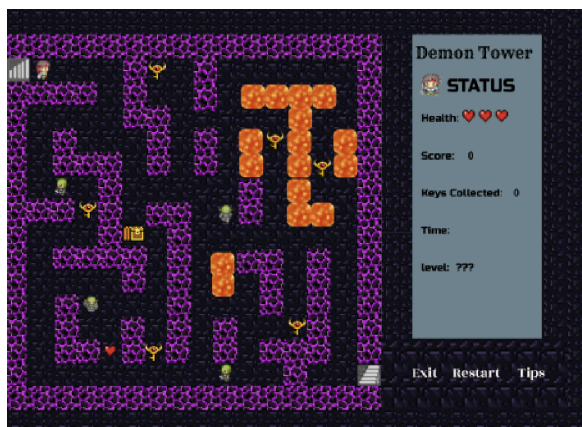 Demon Tower
STATUS
Health:
Score: 0
Keys Collected: 0
Time:
level: ???
Exit Restart Tips